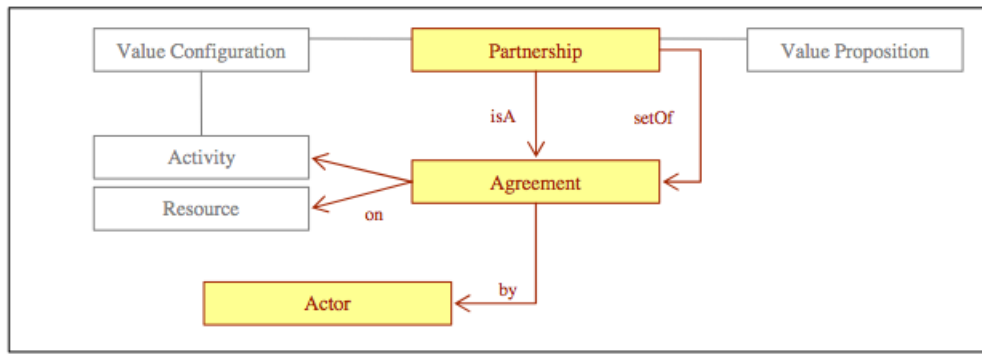 Value Configuration
Partnership
Value Proposition
isA
setOf
Activity
Agreement
Resource
on
by
Actor